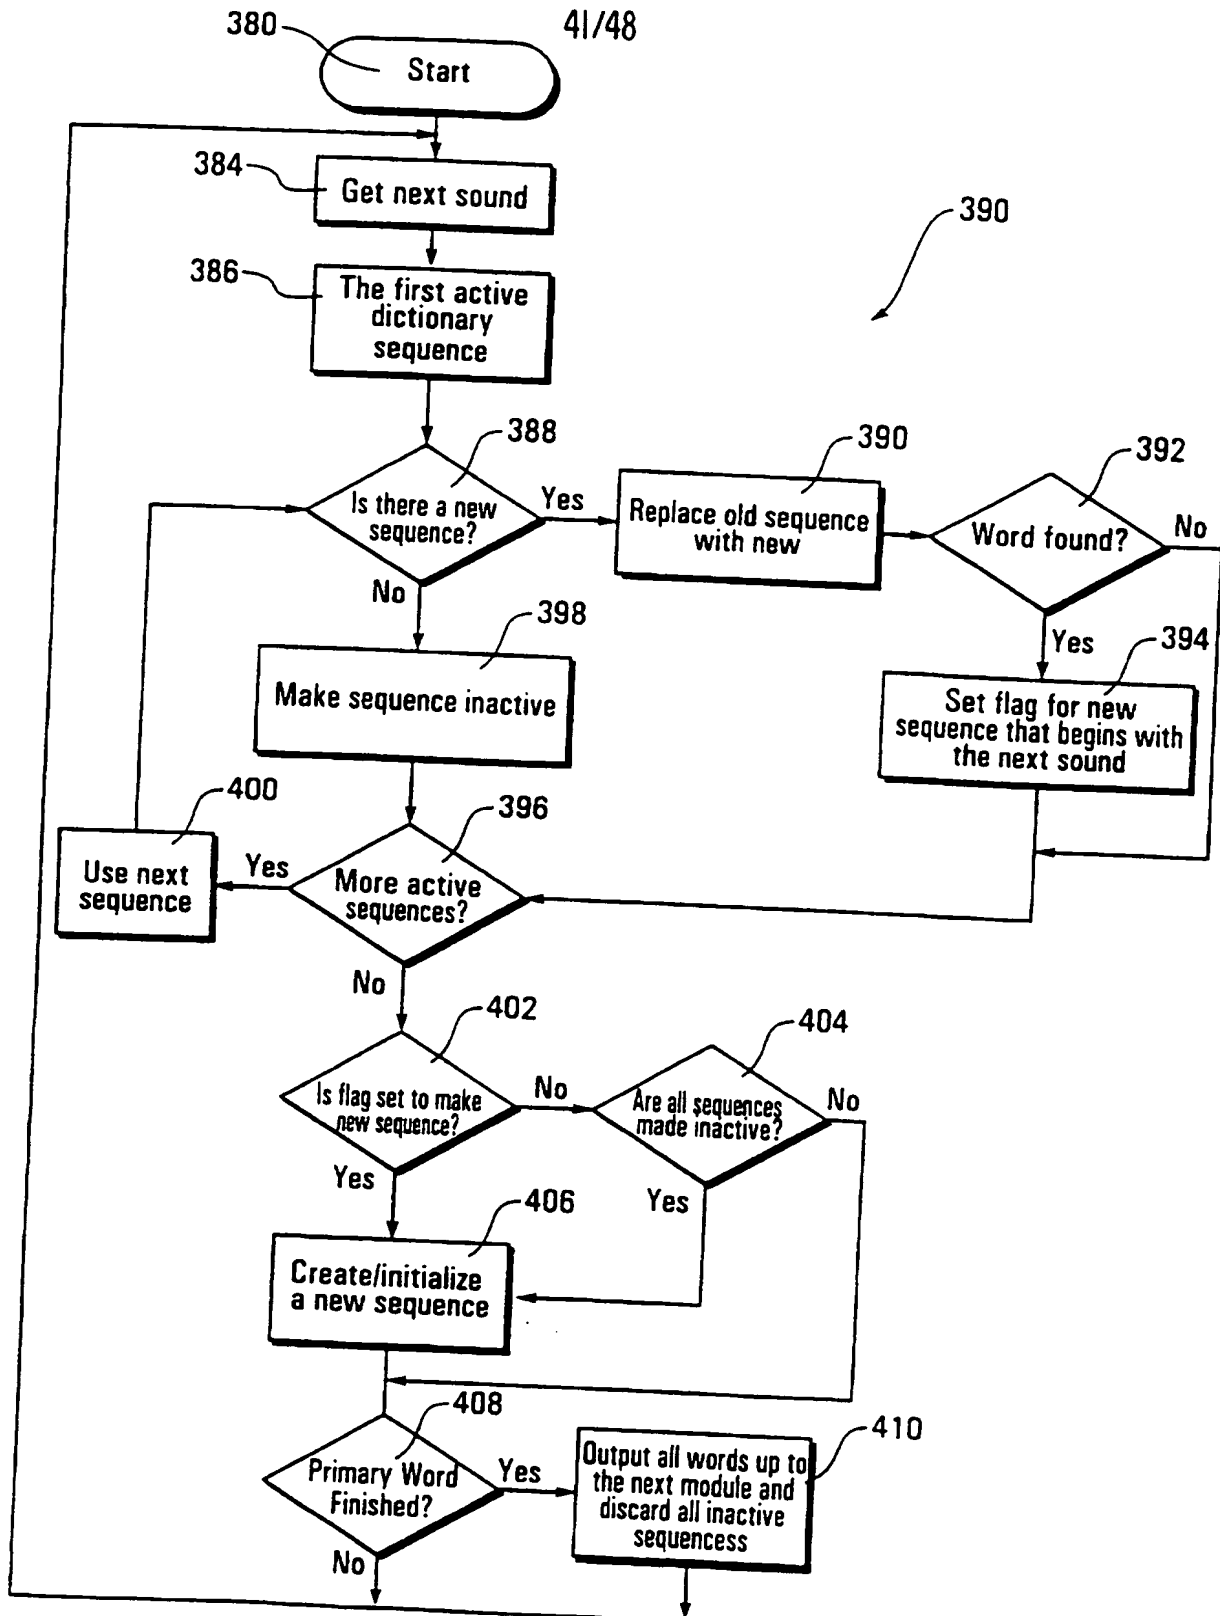 41/48
380
Start
384
Get next sound
390
386
The first active
dictionary
sequence
388
Is there a new
sequence?
Yes
No
390
Replace old sequence
with new
392
Word found?
No
Yes
394
Set flag for new
sequence that begins with
the next sound
398
Make sequence inactive
396
More active
sequences?
Yes
No
400
Use next
sequence
402
Is flag set to make
new sequence?
No
Yes
404
Are all sequences
made inactive?
No
Yes
406
Create/initialize
a new sequence
408
Primary Word
Finished?
Yes
No
410
Output all words up to
the next module and
discard all inactive
sequencess